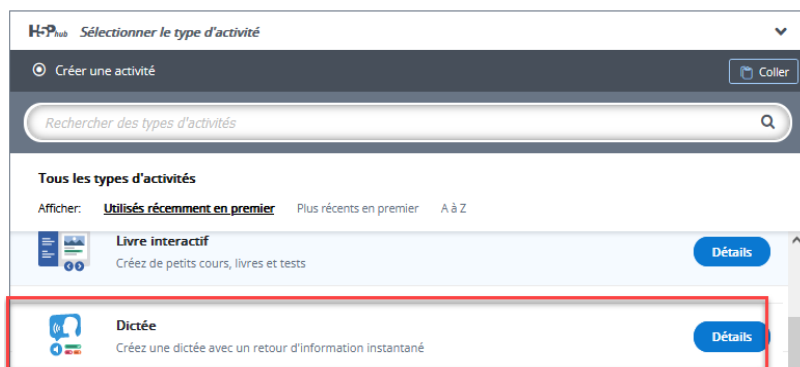 H5Phub Sélectionner le type d'activité
Créer une activité Coller
Rechercher des types d'activités
Tous les types d'activités
Afficher: Utilisés récemment en premier Plus récents en premier A à Z
Livre interactif
Créez de petits cours, livres et tests
Détails
Dictée
Créez une dictée avec un retour d'information instantané
Détails